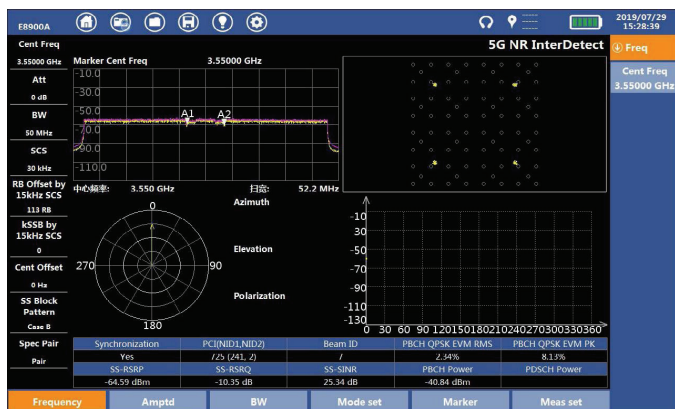 E8900A
2019/07/29
15:28:39
Cent Freq
3.55000 GHz
Att
0 dB
BW
50 MHz
SCS
30 kHz
RB Offset by
15kHz SCS
113 RB
kSSB by
15kHz SCS
0
Cent Offset
0 Hz
SS Block
Pattern
Case B
Spec Pair
Pair
5G NR InterDetect
Marker Cent Freq 3.55000 GHz
-10.0
-30.0
-50.0
-70.0
-90.0
-110.0
A1 A2
中心频率: 3.550 GHz 扫宽: 52.2 MHz
0
90
180
270
Azimuth
Elevation
Polarization
-10
30
-50
-70
-90
-110
-130
0 30 60 90 120150180210240270300330360
Synchronization PCI(NID1,NID2) Beam ID PBCH QPSK EVM RMS PBCH QPSK EVM PK
Yes 725 (241, 2) / 2.34% 8.13%
SS-RSRP SS-RSRQ SS-SINR PBCH Power PDSCH Power
-64.59 dBm -10.35 dB 25.34 dB -40.84 dBm
Freq
Cent Freq
3.55000 GHz
Frequency Amptd BW Mode set Marker Meas set